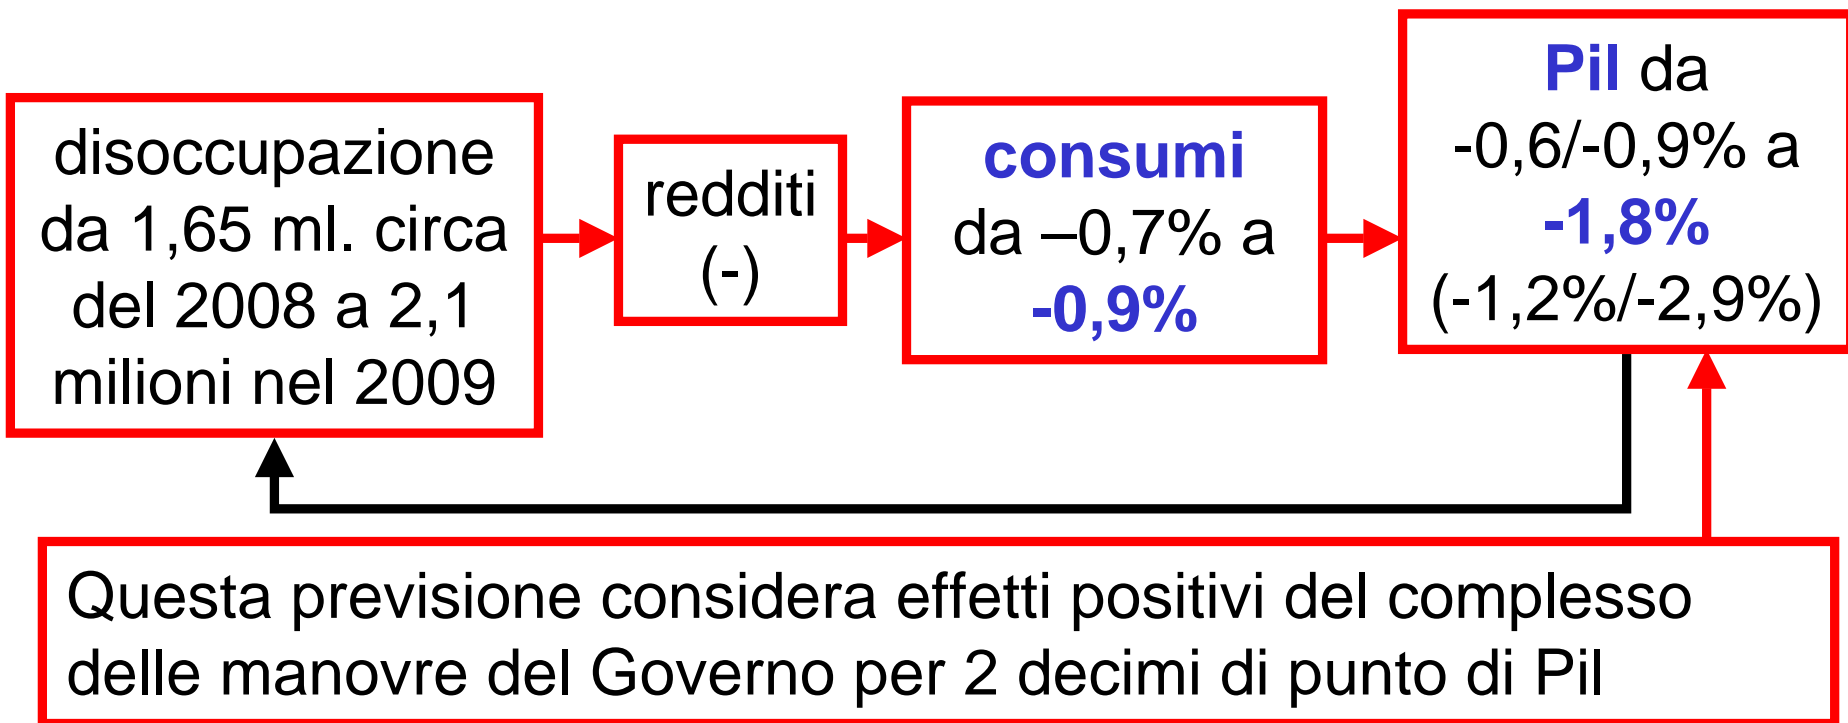 disoccupazione
da 1,65 ml. circa
del 2008 a 2,1
milioni nel 2009
redditi
(-)
consumi
da –0,7% a
-0,9%
Pil da
-0,6/-0,9% a
-1,8%
(-1,2%/-2,9%)
Questa previsione considera effetti positivi del complesso
delle manovre del Governo per 2 decimi di punto di Pil